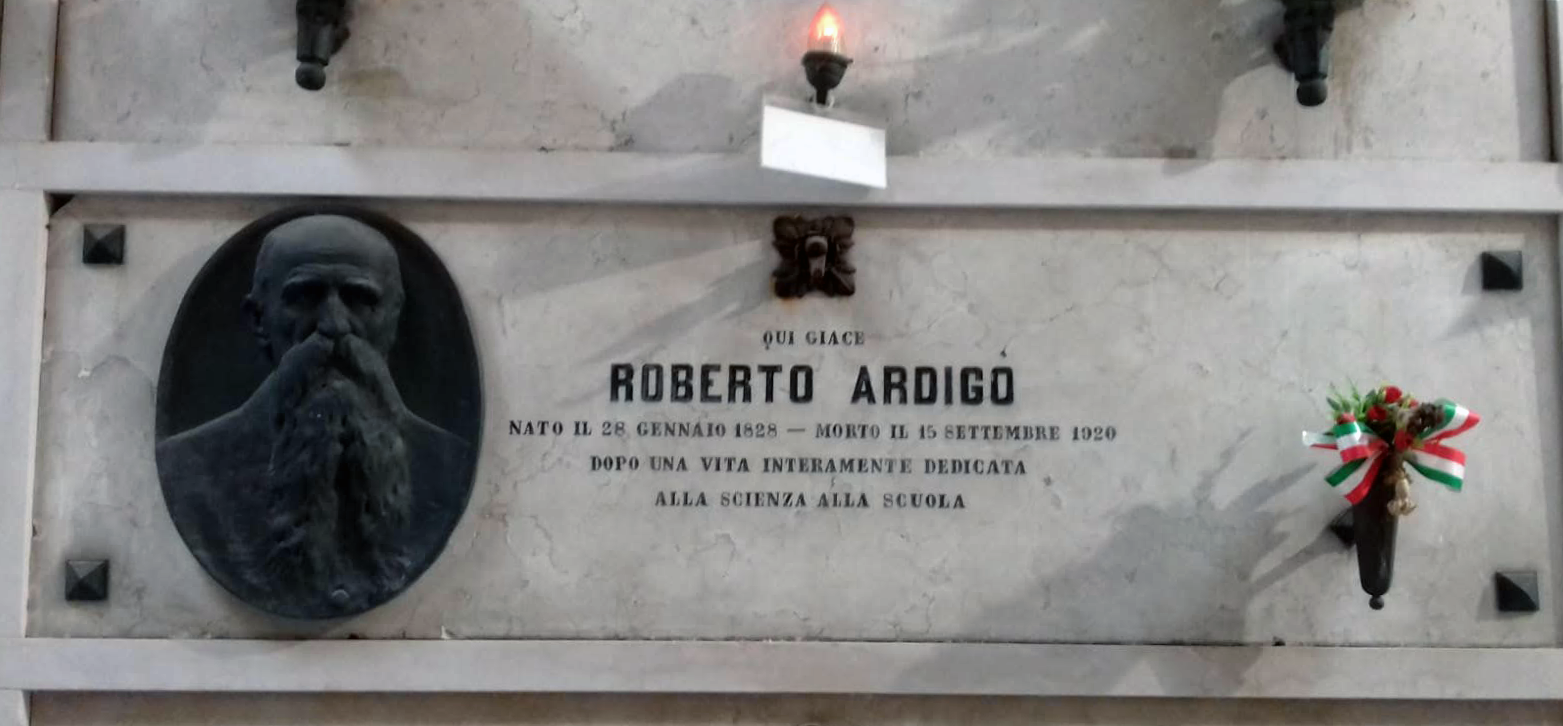 QUI GIACE
ROBERTO ARDIGÒ
NATO IL 28 GENNAIO 1828 — MORTO IL 15 SETTEMBRE 1920
DOPO UNA VITA INTERAMENTE DEDICATA
ALLA SCIENZA ALLA SCUOLA